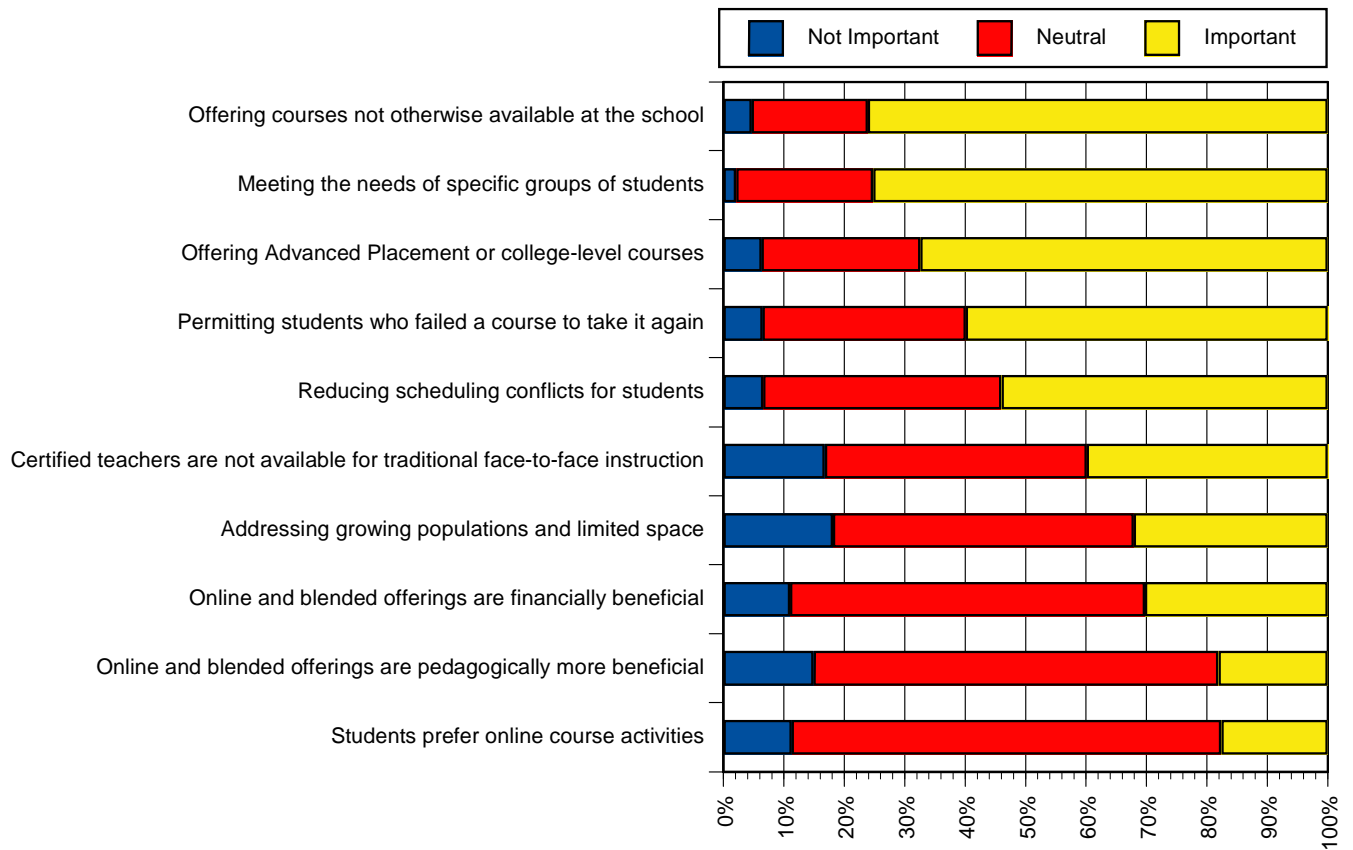 Not Important Neutral Important
Offering courses not otherwise available at the school
Meeting the needs of specific groups of students
Offering Advanced Placement or college-level courses
Permitting students who failed a course to take it again
Reducing scheduling conflicts for students
Certified teachers are not available for traditional face-to-face instruction
Addressing growing populations and limited space
Online and blended offerings are financially beneficial
Online and blended offerings are pedagogically more beneficial
Students prefer online course activities
0% 10% 20% 30% 40% 50% 60% 70% 80% 90% 100%